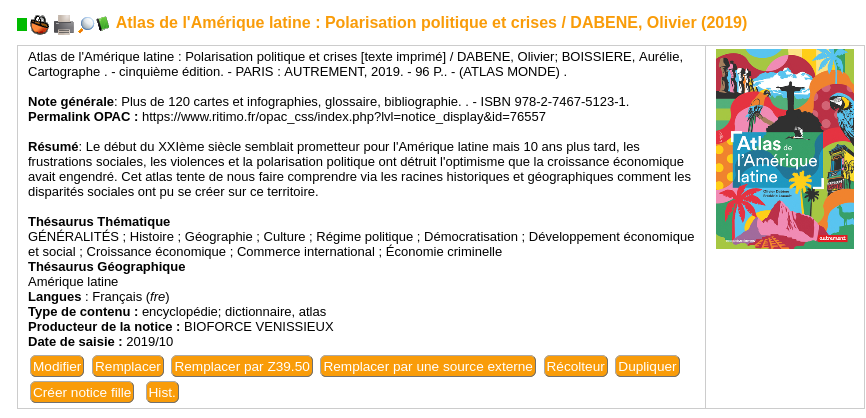 Atlas de l'Amérique latine : Polarisation politique et crises / DABENE, Olivier (2019)
Atlas de l'Amérique latine : Polarisation politique et crises [texte imprimé] / DABENE, Olivier; BOISSIERE, Aurélie,
Cartographe . - cinquième édition. - PARIS : AUTREMENT, 2019. - 96 P.. - (ATLAS MONDE) .
Note générale: Plus de 120 cartes et infographies, glossaire, bibliographie. . - ISBN 978-2-7467-5123-1.
Permalink OPAC : https://www.ritimo.fr/opac_css/index.php?lvl=notice_display&id=76557
Résumé: Le début du XXIème siècle semblait prometteur pour l'Amérique latine mais 10 ans plus tard, les
frustrations sociales, les violences et la polarisation politique ont détruit l'optimisme que la croissance économique
avait engendré. Cet atlas tente de nous faire comprendre via les racines historiques et géographiques comment les
disparités sociales ont pu se créer sur ce territoire.
Thésaurus Thématique
GÉNÉRALITÉS ; Histoire ; Géographie ; Culture ; Régime politique ; Démocratisation ; Développement économique
et social ; Croissance économique ; Commerce international ; Économie criminelle
Thésaurus Géographique
Amérique latine
Langues : Français (fre)
Type de contenu : encyclopédie; dictionnaire, atlas
Producteur de la notice : BIOFORCE VENISSIEUX
Date de saisie : 2019/10
Modifier Remplacer Remplacer par Z39.50 Remplacer par une source externe Récolteur Dupliquer
Créer notice fille Hist.
Atlas de
l'Amérique
latine
autrement